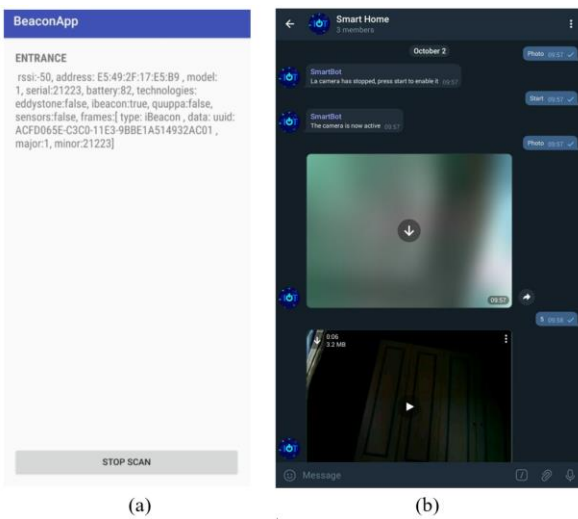 BeaconApp
ENTRANCE
rssi:-50, address: E5:49:2F:17:E5:B9 , model:
1, serial:21223, battery:82, technologies:
eddystone:false, ibeacon:true, quuppa:false,
sensors:false, frames:[ type: iBeacon , data: uuid:
ACFD065E-C3C0-11E3-9BBE1A514932AC01 ,
major:1, minor:21223]
STOP SCAN
(a)
Smart Home
3 members
October 2
Photo 09:57
SmartBot
La camera has stopped, press start to enable it 09:57
Start 09:57
SmartBot
The camera is now active 09:57
Photo 09:57
09:57
5 09:58
0:06
3.2 MB
Message
(b)